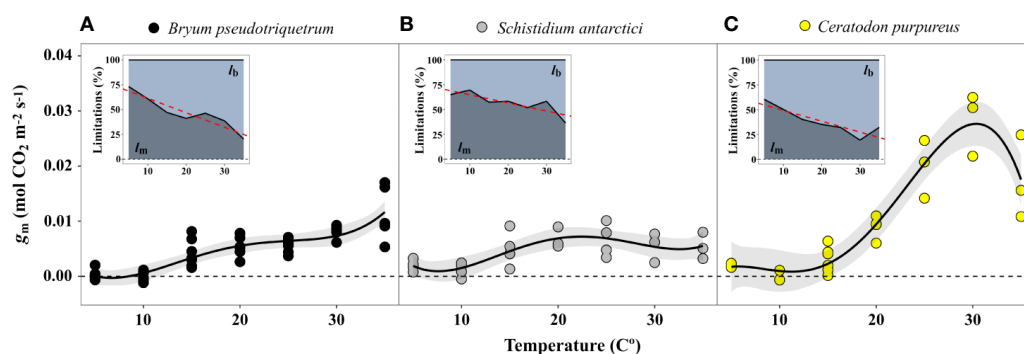 A Bryum pseudotriquetrum B Schistidium antarctici C Ceratodon purpureus
gm (mol CO2 m-2 s-1)
0.04
0.03
0.02
0.01
0.00
Limitations (%)
100
75
50
25
0
lb
lm
10 20 30
Limitations (%)
100
75
50
25
0
lb
lm
10 20 30
Limitations (%)
100
75
50
25
0
lb
lm
10 20 30
10 20 30 10 20 30 10 20 30
Temperature (Cº)